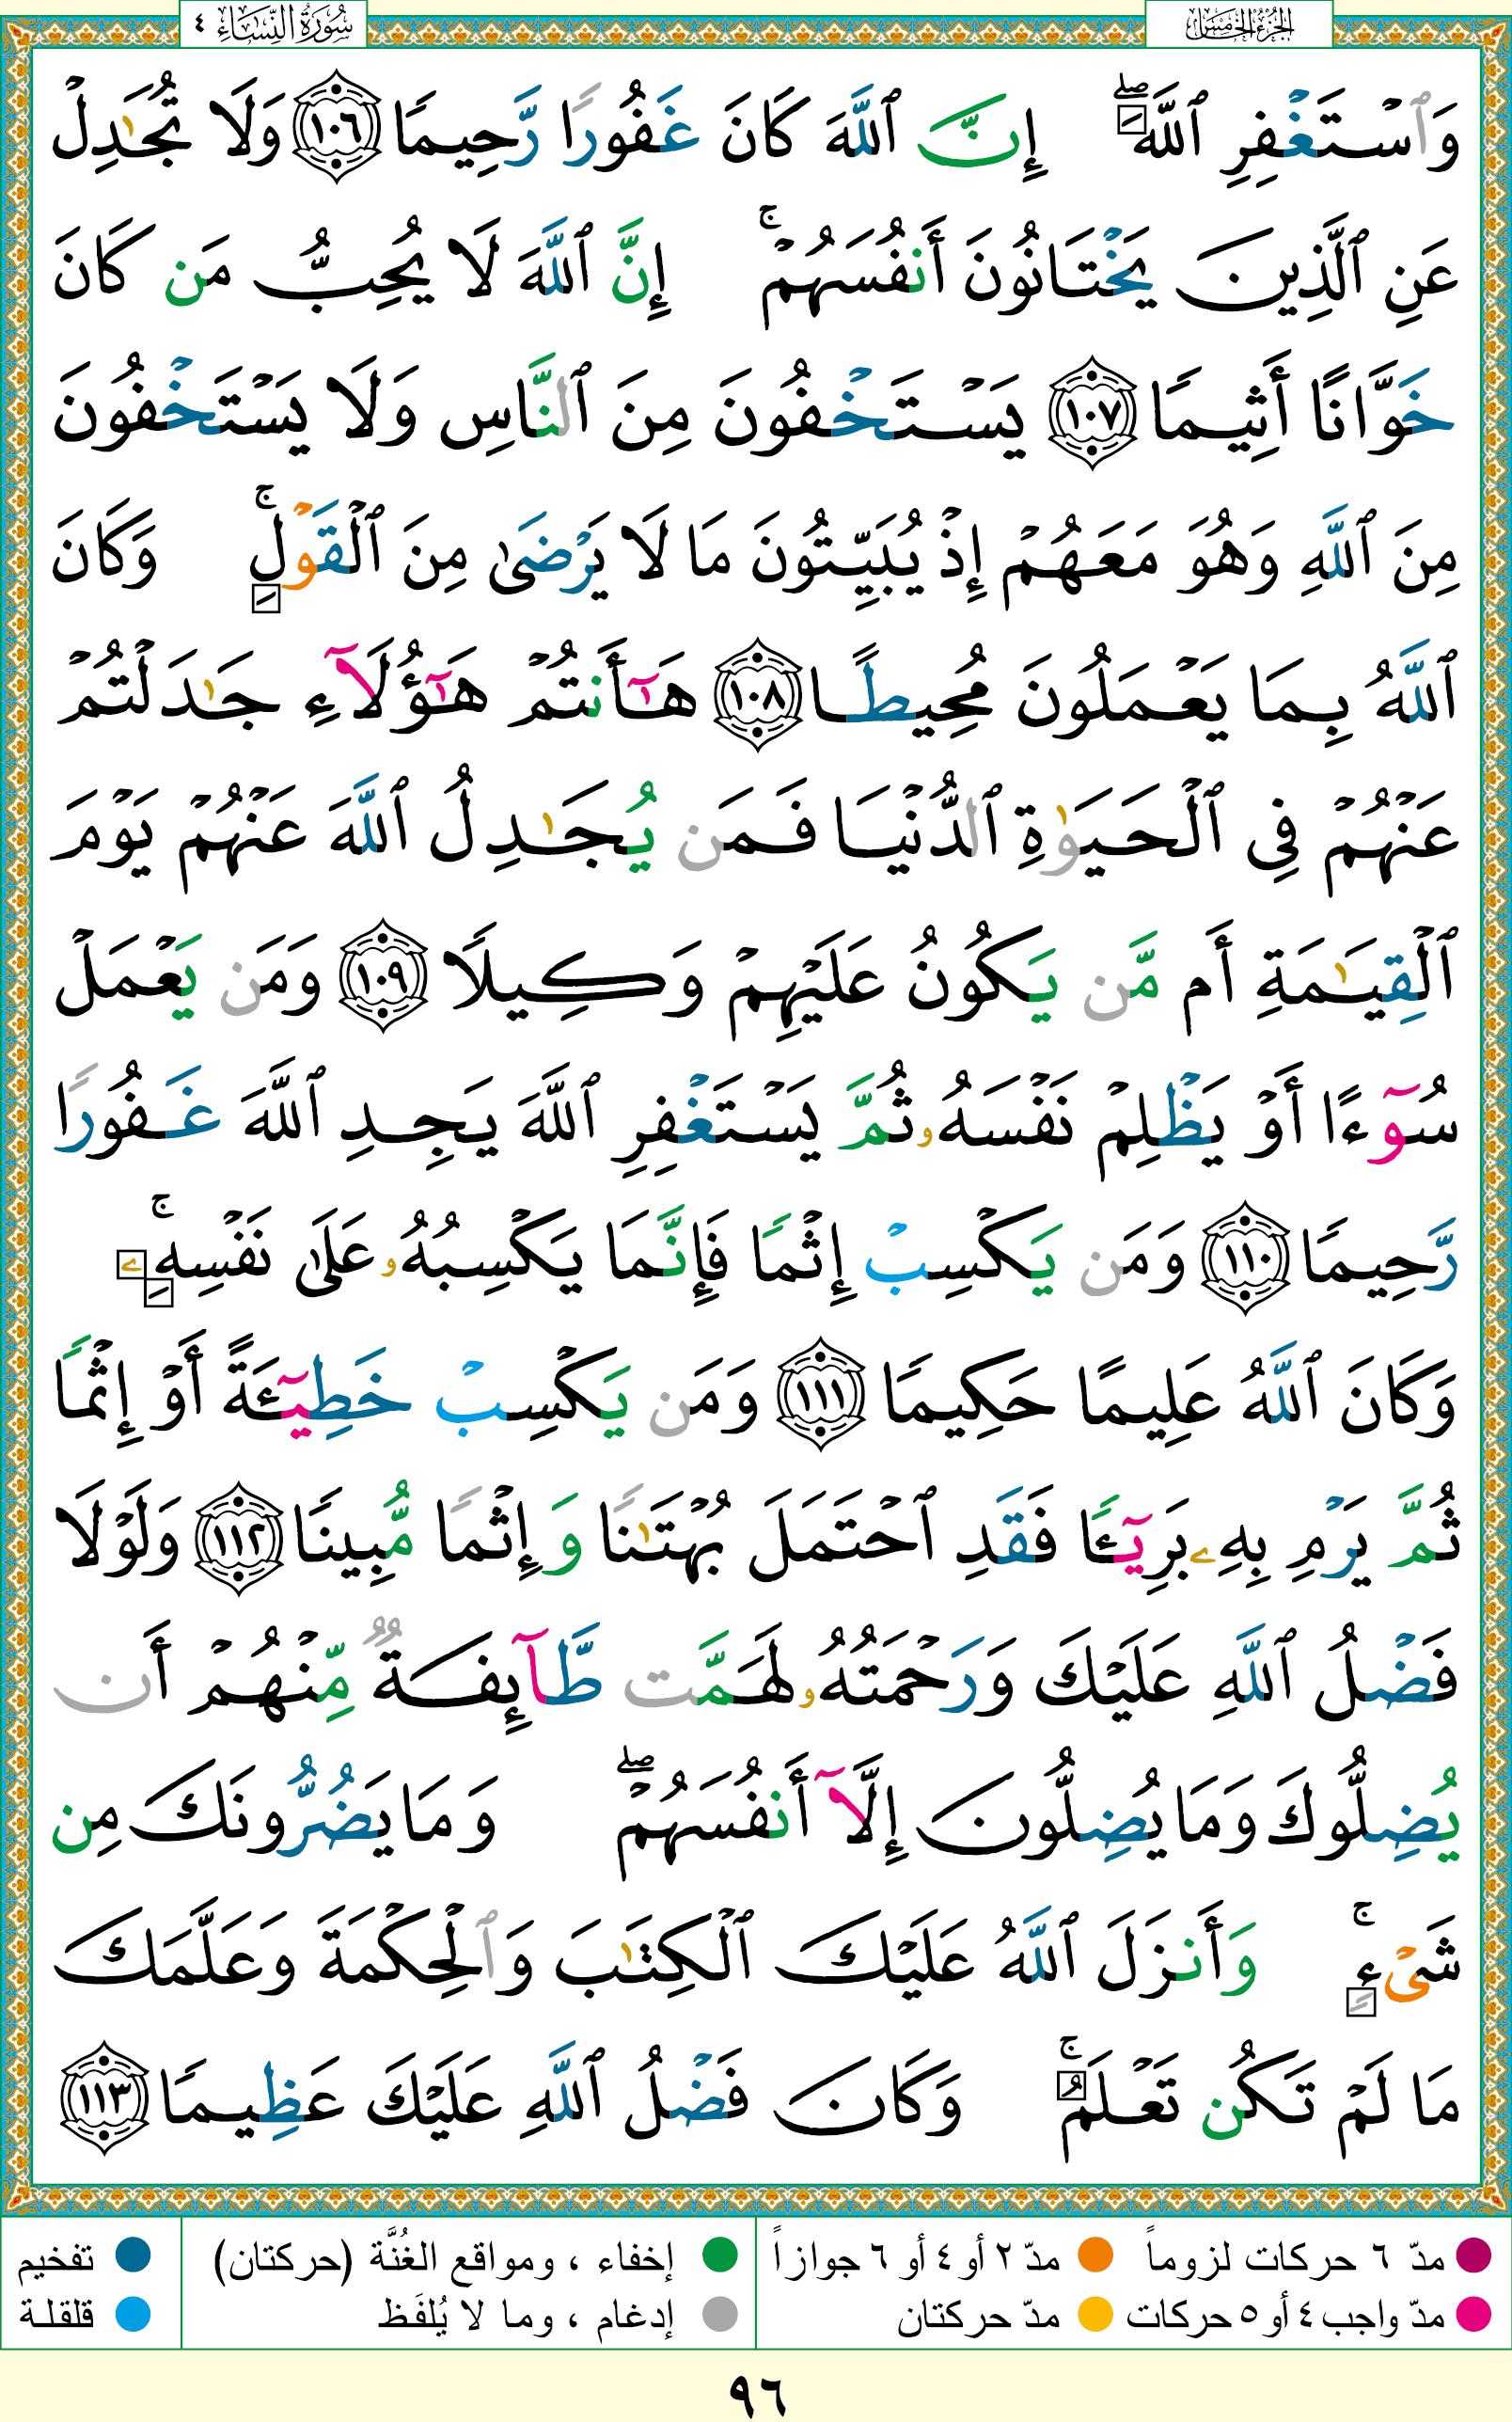 الجزء الخامس
سورة النساء ٤
وَٱسْتَغْفِرِ ٱللَّهَ ۖ إِنَّ ٱللَّهَ كَانَ غَفُورًا رَّحِيمًا ١٠٦ وَلَا تُجَٰدِلْ
عَنِ ٱلَّذِينَ يَخْتَانُونَ أَنفُسَهُمْ ۚ إِنَّ ٱللَّهَ لَا يُحِبُّ مَن كَانَ
خَوَّانًا أَثِيمًا ١٠٧ يَسْتَخْفُونَ مِنَ ٱلنَّاسِ وَلَا يَسْتَخْفُونَ
مِنَ ٱللَّهِ وَهُوَ مَعَهُمْ إِذْ يُبَيِّتُونَ مَا لَا يَرْضَىٰ مِنَ ٱلْقَوْلِ ۚ وَكَانَ
ٱللَّهُ بِمَا يَعْمَلُونَ مُحِيطًا ١٠٨ هَٰٓأَنتُمْ هَٰٓؤُلَآءِ جَٰدَلْتُمْ
عَنْهُمْ فِى ٱلْحَيَوٰةِ ٱلدُّنْيَا فَمَن يُجَٰدِلُ ٱللَّهَ عَنْهُمْ يَوْمَ
ٱلْقِيَٰمَةِ أَم مَّن يَكُونُ عَلَيْهِمْ وَكِيلًا ١٠٩ وَمَن يَعْمَلْ
سُوٓءًا أَوْ يَظْلِمْ نَفْسَهُۥ ثُمَّ يَسْتَغْفِرِ ٱللَّهَ يَجِدِ ٱللَّهَ غَفُورًا
رَّحِيمًا ١١٠ وَمَن يَكْسِبْ إِثْمًا فَإِنَّمَا يَكْسِبُهُۥ عَلَىٰ نَفْسِهِۦ ۚ
وَكَانَ ٱللَّهُ عَلِيمًا حَكِيمًا ١١١ وَمَن يَكْسِبْ خَطِيٓـَٔةً أَوْ إِثْمًا
ثُمَّ يَرْمِ بِهِۦ بَرِيٓـًٔا فَقَدِ ٱحْتَمَلَ بُهْتَٰنًا وَإِثْمًا مُّبِينًا ١١٢ وَلَوْلَا
فَضْلُ ٱللَّهِ عَلَيْكَ وَرَحْمَتُهُۥ لَهَمَّت طَّآئِفَةٌ مِّنْهُمْ أَن
يُضِلُّوكَ وَمَا يُضِلُّونَ إِلَّآ أَنفُسَهُمْ ۖ وَمَا يَضُرُّونَكَ مِن
شَىْءٍ ۚ وَأَنزَلَ ٱللَّهُ عَلَيْكَ ٱلْكِتَٰبَ وَٱلْحِكْمَةَ وَعَلَّمَكَ
مَا لَمْ تَكُن تَعْلَمُ ۚ وَكَانَ فَضْلُ ٱللَّهِ عَلَيْكَ عَظِيمًا ١١٣
مدّ ٦ حركات لزوماً
مدّ ٢ أو ٤ أو ٦ جوازاً
إخفاء ، ومواقع الغُنَّة (حركتان)
تفخيم
مدّ واجب ٤ أو ٥ حركات
مدّ حركتان
إدغام ، وما لا يُلفَظ
قلقلة
٩٦